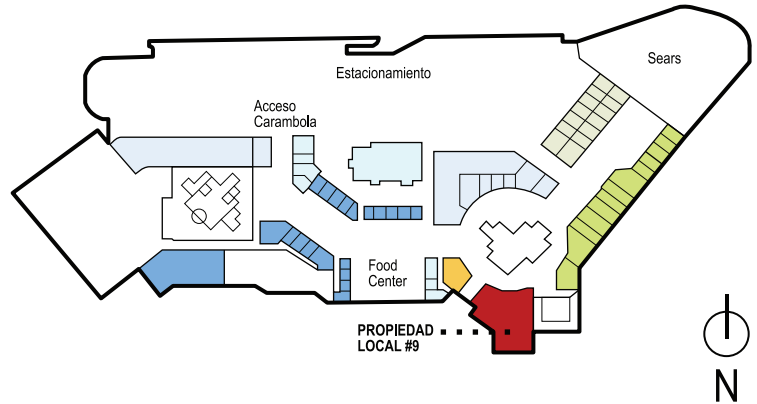 Sears
Estacionamiento
Acceso
Carambola
Food
Center
PROPIEDAD
LOCAL #9
N